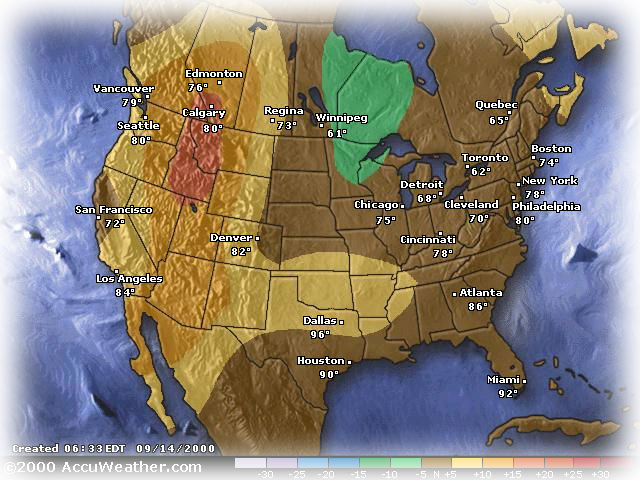 Edmonton
76°
Vancouver
79°
Calgary
80°
Seattle
80°
Regina
73°
Winnipeg
61°
Quebec
65°
Toronto
62°
Boston
74°
Detroit
68°
New York
78°
San Francisco
72°
Chicago
75°
Cleveland
70°
Philadelphia
80°
Denver
82°
Cincinnati
78°
Los Angeles
84°
Atlanta
86°
Dallas
96°
Houston
90°
Miami
92°
Created 06:33EDT 09/14/2000
©2000 AccuWeather.com
-30 -25 -20 -15 -10 -5 N +5 +10 +15 +20 +25 +30